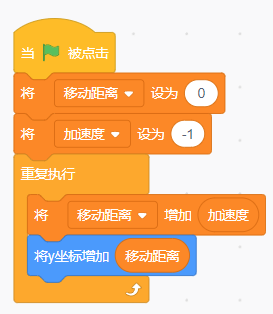 当 被点击
将 移动距离 设为 0
将 加速度 设为 -1
重复执行
将 移动距离 增加 加速度
将y坐标增加 移动距离